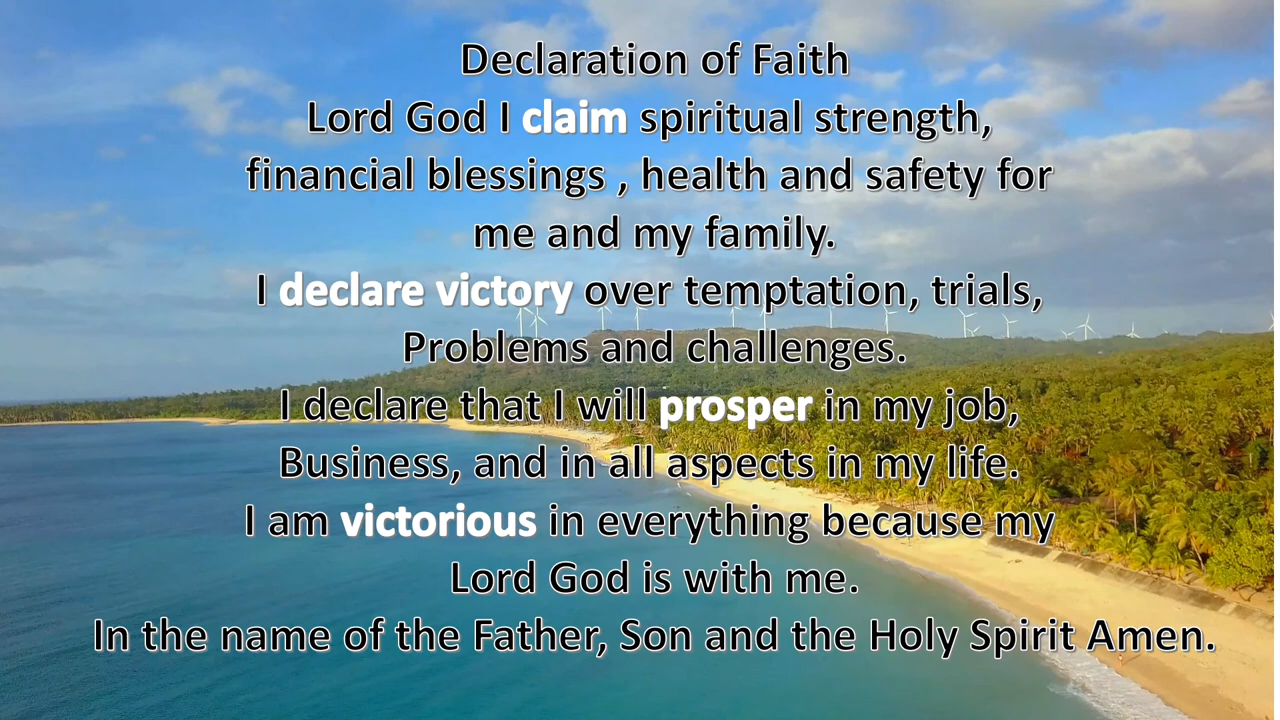 Declaration of Faith
Lord God I claim spiritual strength,
financial blessings , health and safety for
me and my family.
I declare victory over temptation, trials,
Problems and challenges.
I declare that I will prosper in my job,
Business, and in all aspects in my life.
I am victorious in everything because my
Lord God is with me.
In the name of the Father, Son and the Holy Spirit Amen.